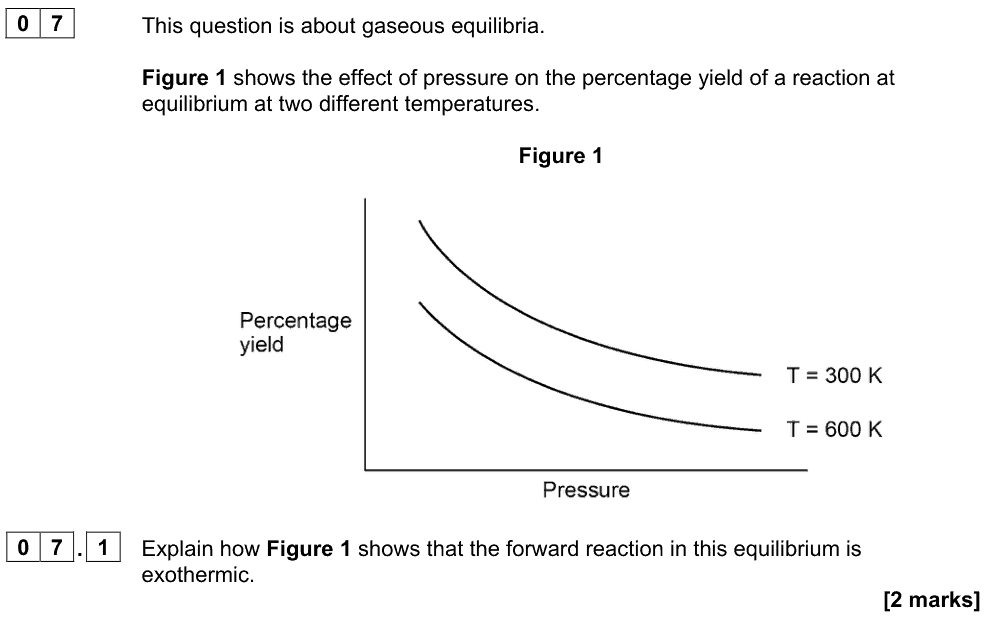 0 7 This question is about gaseous equilibria.
Figure 1 shows the effect of pressure on the percentage yield of a reaction at
equilibrium at two different temperatures.
Figure 1
Percentage
yield
T = 300 K
T = 600 K
Pressure
0 7 . 1 Explain how Figure 1 shows that the forward reaction in this equilibrium is
exothermic.
[2 marks]